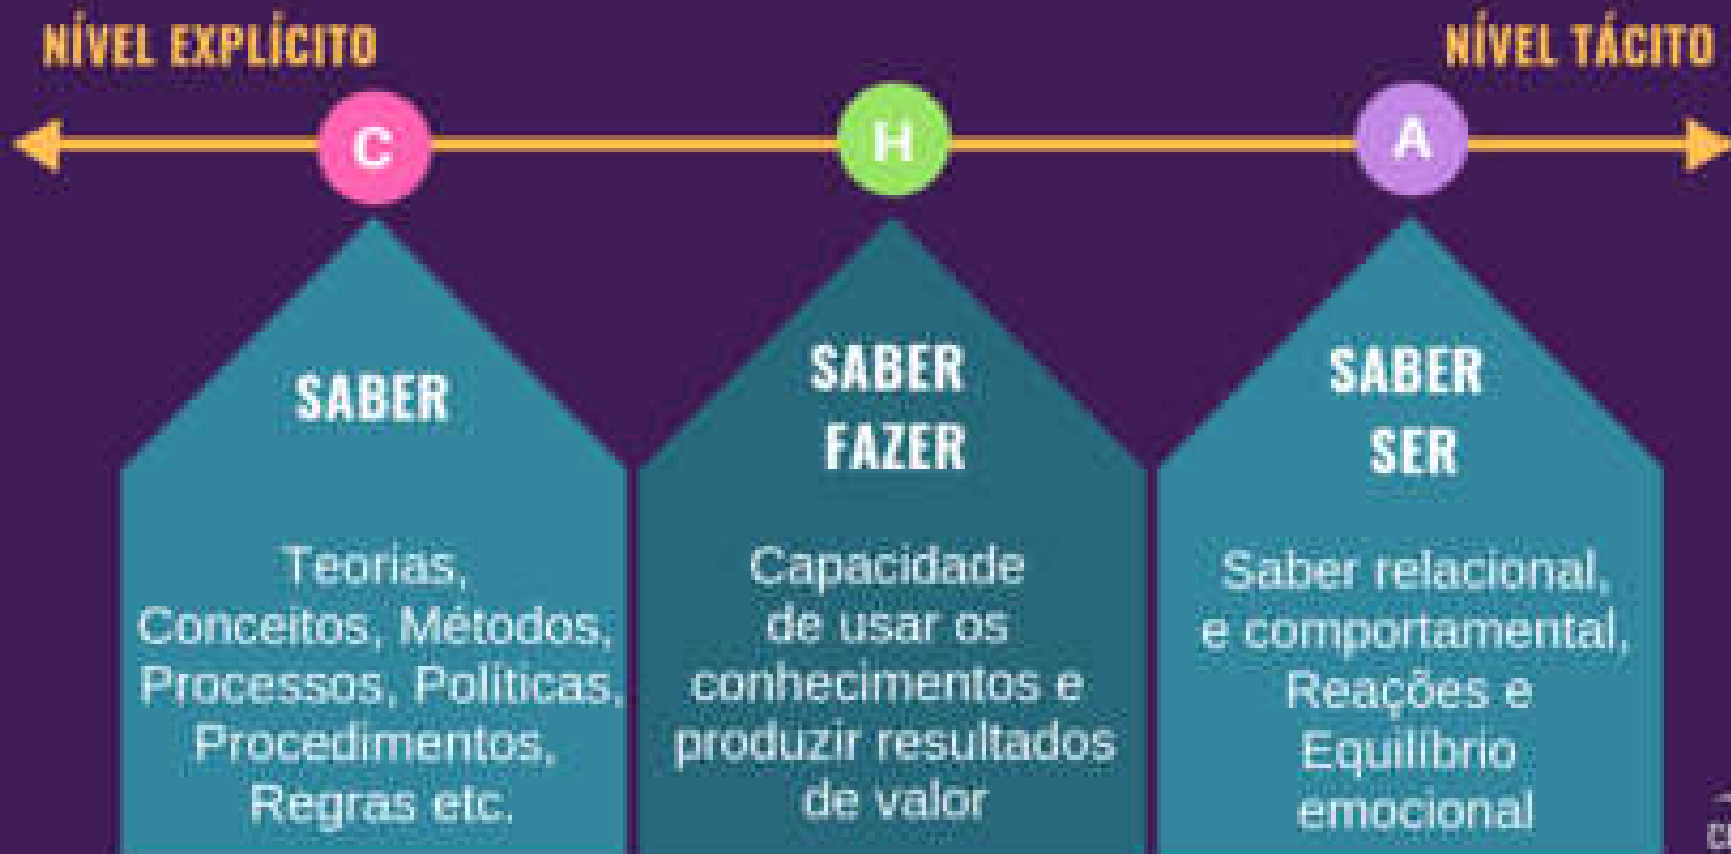 NÍVEL EXPLÍCITO
NÍVEL TÁCITO
C
H
A
SABER
Teorias,
Conceitos, Métodos,
Processos, Políticas,
Procedimentos,
Regras etc.
SABER
FAZER
Capacidade
de usar os
conhecimentos e
produzir resultados
de valor
SABER
SER
Saber relacional,
e comportamental,
Reações e
Equilíbrio
emocional